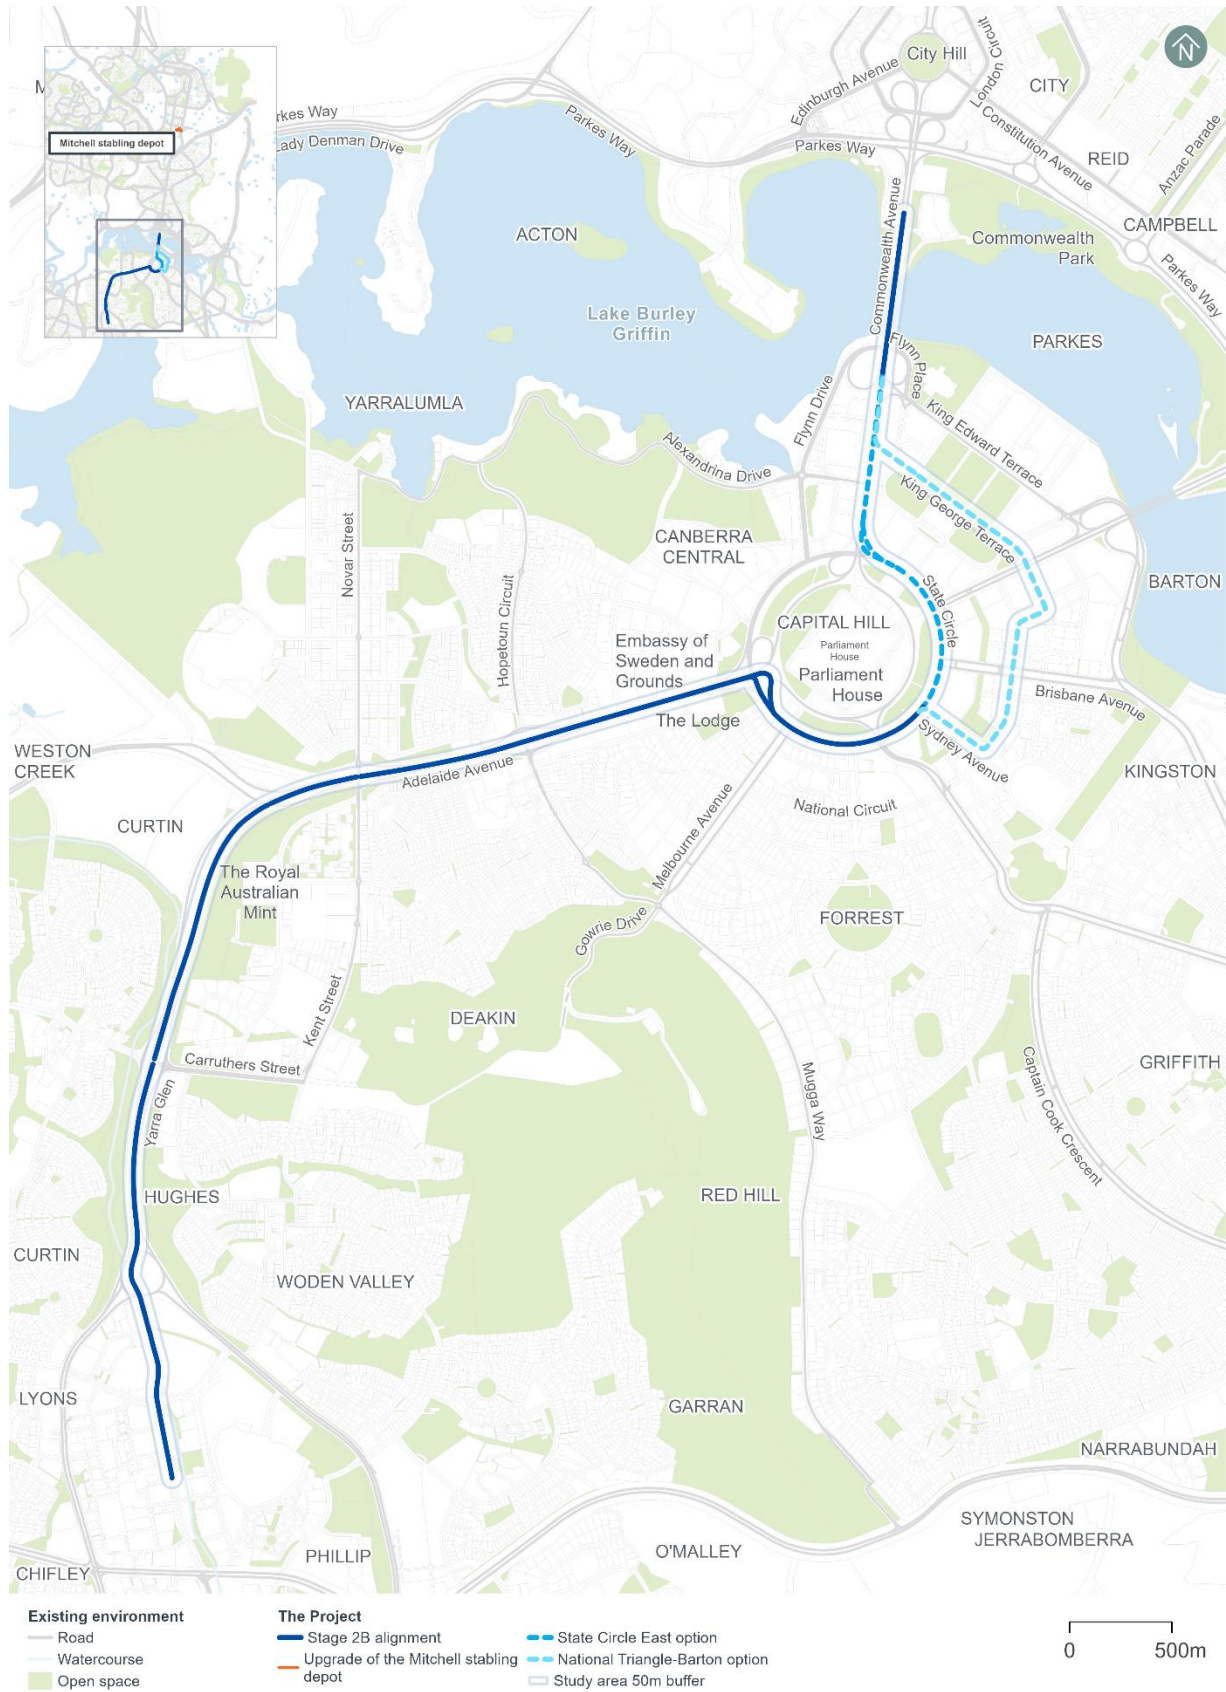 N
City Hill
London Circuit
CITY
Edinburgh Avenue
Parkes Way
Parkes Way
Parkes Way
Constitution Avenue
REID
Anzac Parade
Mitchell stabling depot
Lady Denman Drive
ACTON
Commonwealth Avenue
Commonwealth
Park
CAMPBELL
Parkes Way
Lake Burley
Griffin
PARKES
Flynn Place
YARRALUMLA
Flynn Drive
King Edward Terrace
Alexandrina Drive
King George Terrace
Novar Street
CANBERRA
CENTRAL
Hopetoun Circuit
State Circle
BARTON
CAPITAL HILL
Parliament
House
Parliament
House
Embassy of
Sweden and
Grounds
Brisbane Avenue
The Lodge
Sydney Avenue
WESTON
CREEK
Adelaide Avenue
KINGSTON
National Circuit
CURTIN
Melbourne Avenue
The Royal
Australian
Mint
FORREST
Gowrie Drive
Kent Street
DEAKIN
Carruthers Street
Yarra Glen
Mugga Way
Captain Cook Crescent
GRIFFITH
HUGHES
RED HILL
CURTIN
WODEN VALLEY
LYONS
GARRAN
NARRABUNDAH
SYMONSTON
JERRABOMBERRA
PHILLIP
O'MALLEY
CHIFLEY
Existing environment
Road
Watercourse
Open space
The Project
Stage 2B alignment
Upgrade of the Mitchell stabling
depot
State Circle East option
National Triangle-Barton option
Study area 50m buffer
0 500m